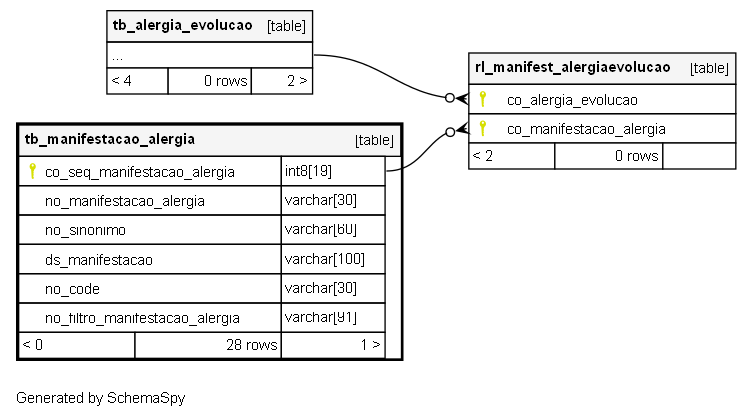 tb_alergia_evolucao [table]
...
< 4 0 rows 2 >
rl_manifest_alergiaevolucao [table]
co_alergia_evolucao
co_manifestacao_alergia
< 2 0 rows
tb_manifestacao_alergia [table]
co_seq_manifestacao_alergia int8[19]
no_manifestacao_alergia varchar[30]
no_sinonimo varchar[60]
ds_manifestacao varchar[100]
no_code varchar[30]
no_filtro_manifestacao_alergia varchar[91]
< 0 28 rows 1 >
Generated by SchemaSpy